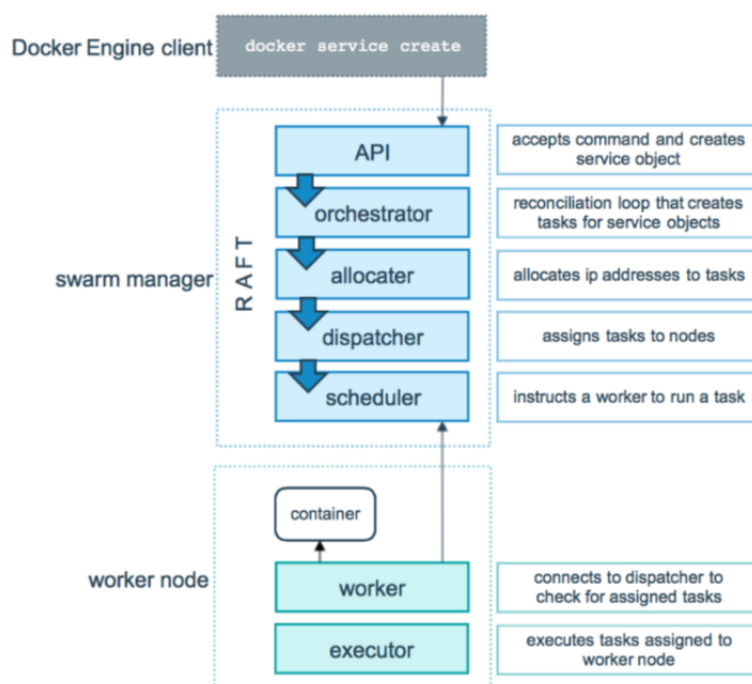 Docker Engine client
docker service create
API
accepts command and creates
service object
orchestrator
reconciliation loop that creates
tasks for service objects
swarm manager
RAFT
allocater
allocates ip addresses to tasks
dispatcher
assigns tasks to nodes
scheduler
instructs a worker to run a task
container
worker node
worker
connects to dispatcher to
check for assigned tasks
executor
executes tasks assigned to
worker node